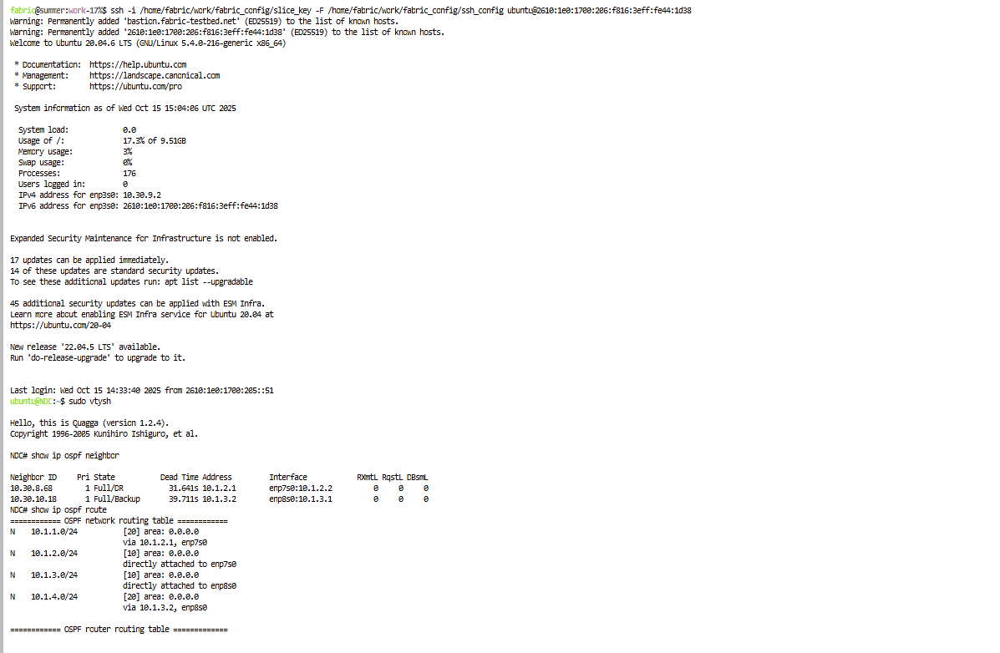 fabric@summer:work-17%$ ssh -i /home/fabric/work/fabric_config/slice_key -F /home/fabric/work/fabric_config/ssh_config ubuntu@2610:1e0:1700:206:f816:3eff:fe44:1d38
Warning: Permanently added 'bastion.fabric-testbed.net' (ED25519) to the list of known hosts.
Warning: Permanently added '2610:1e0:1700:206:f816:3eff:fe44:1d38' (ED25519) to the list of known hosts.
Welcome to Ubuntu 20.04.6 LTS (GNU/Linux 5.4.0-216-generic x86_64)
* Documentation:  https://help.ubuntu.com
* Management:     https://landscape.canonical.com
* Support:        https://ubuntu.com/pro
System information as of Wed Oct 15 15:04:06 UTC 2025
System load:             0.0
Usage of /:              17.3% of 9.51GB
Memory usage:            3%
Swap usage:              0%
Processes:               176
Users logged in:         0
IPv4 address for enp3s0: 10.30.9.2
IPv6 address for enp3s0: 2610:1e0:1700:206:f816:3eff:fe44:1d38
Expanded Security Maintenance for Infrastructure is not enabled.
17 updates can be applied immediately.
14 of these updates are standard security updates.
To see these additional updates run: apt list --upgradable
45 additional security updates can be applied with ESM Infra.
Learn more about enabling ESM Infra service for Ubuntu 20.04 at
https://ubuntu.com/20-04
New release '22.04.5 LTS' available.
Run 'do-release-upgrade' to upgrade to it.
Last login: Wed Oct 15 14:33:40 2025 from 2610:1e0:1700:205::51
ubuntu@NDC:~$ sudo vtysh
Hello, this is Quagga (version 1.2.4).
Copyright 1996-2005 Kunihiro Ishiguro, et al.
NDC# show ip ospf neighbor
Neighbor ID     Pri State           Dead Time Address         Interface            RXmtL RqstL DBsmL
10.30.8.68        1 Full/DR           31.641s 10.1.2.1        enp7s0:10.1.2.2          0     0     0
10.30.10.18       1 Full/Backup       39.711s 10.1.3.2        enp8s0:10.1.3.1          0     0     0
NDC# show ip ospf route
============ OSPF network routing table ============
N    10.1.1.0/24           [20] area: 0.0.0.0
via 10.1.2.1, enp7s0
N    10.1.2.0/24           [10] area: 0.0.0.0
directly attached to enp7s0
N    10.1.3.0/24           [10] area: 0.0.0.0
directly attached to enp8s0
N    10.1.4.0/24           [20] area: 0.0.0.0
via 10.1.3.2, enp8s0
============ OSPF router routing table =============